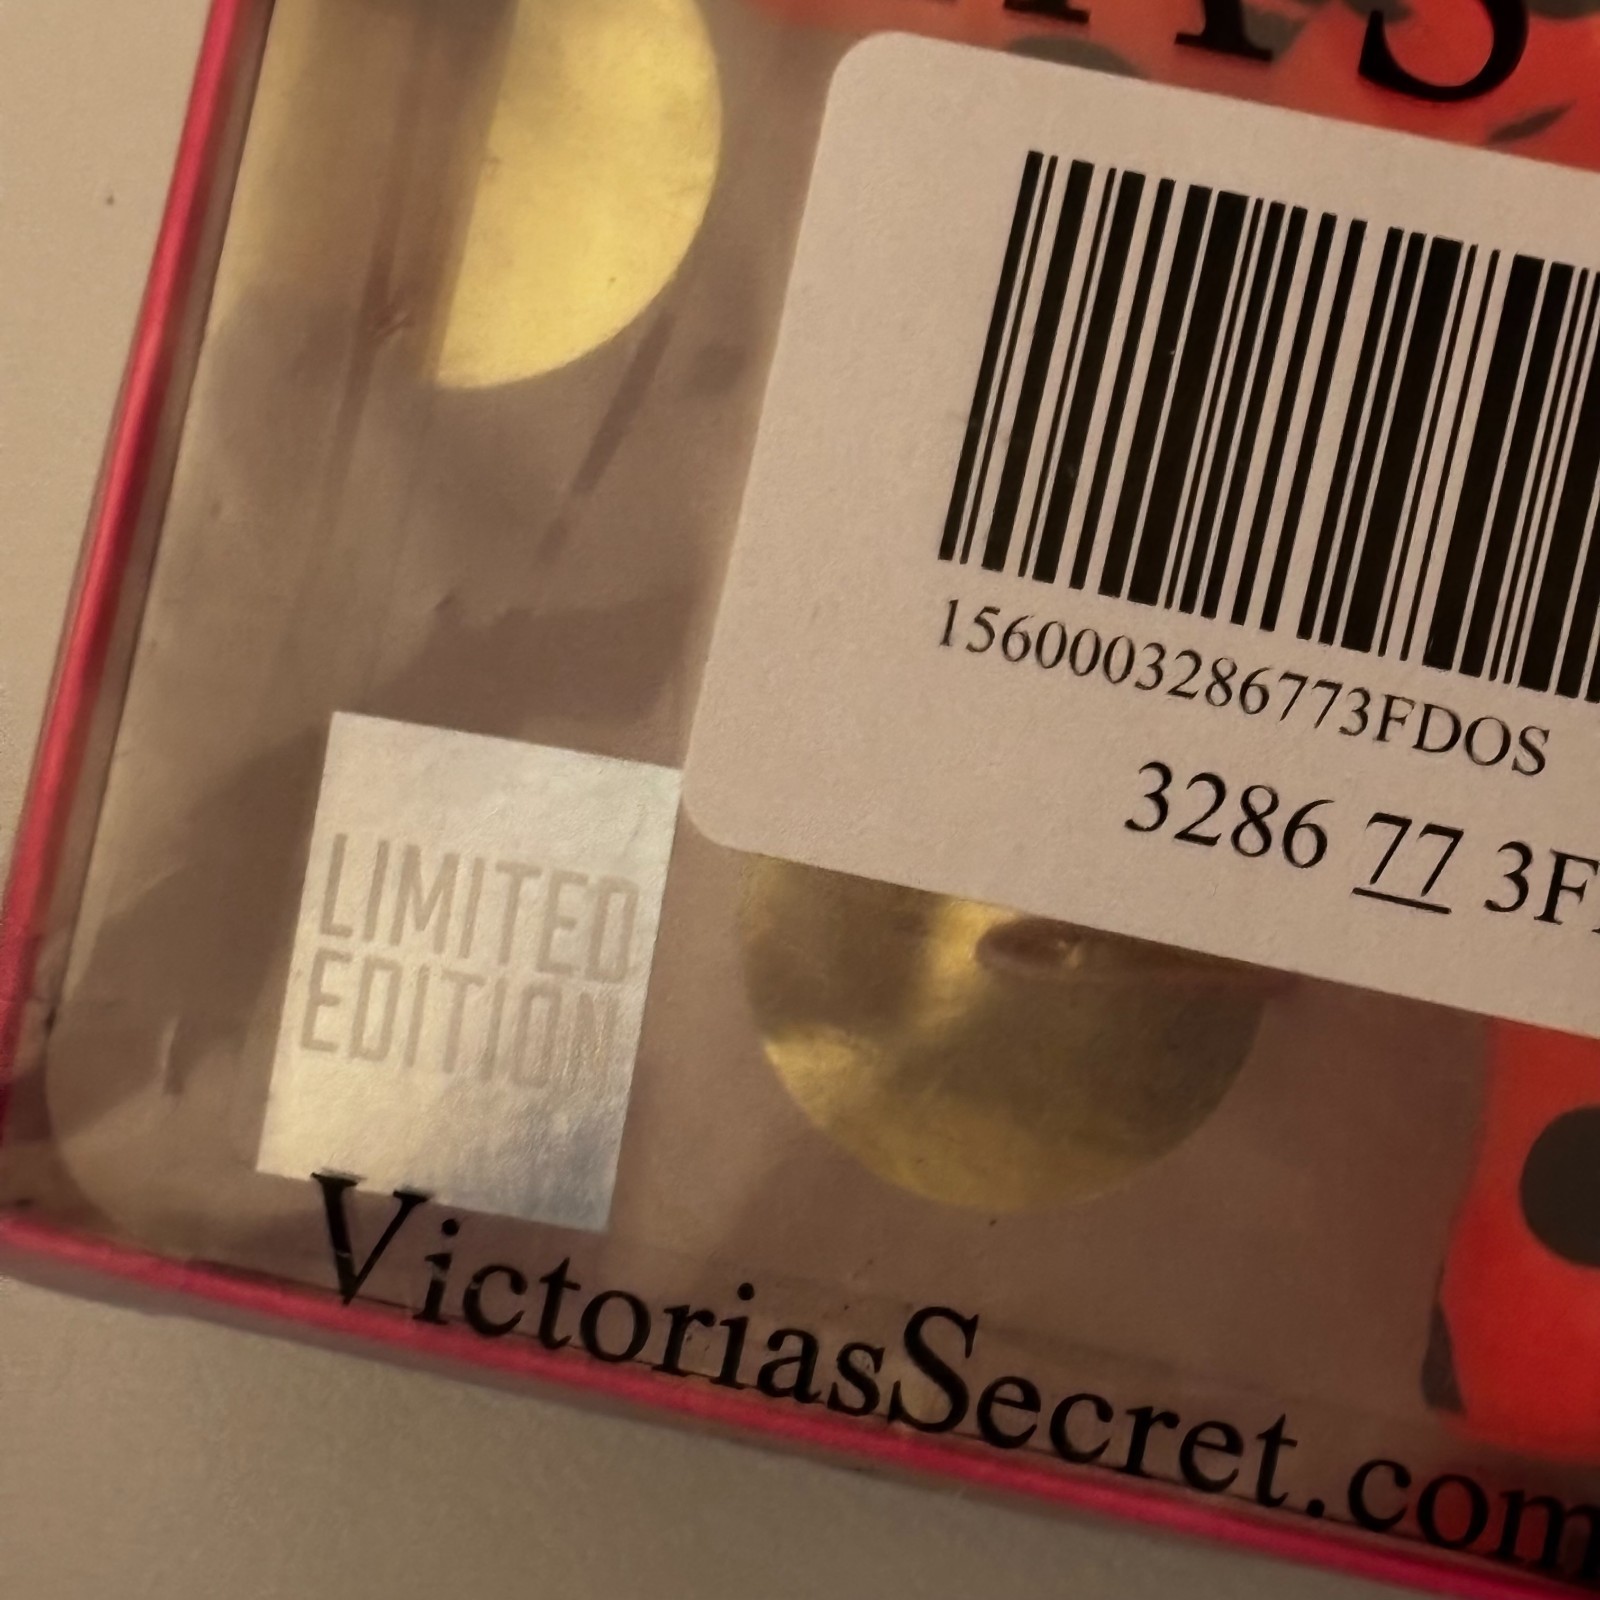 1560003286773FDOS
3286 77 3F
LIMITED
EDITION
VictoriasSecret.com